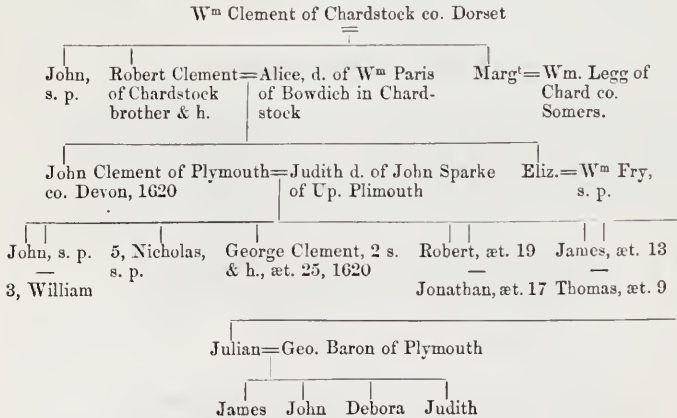 Wᵐ Clement of Chardstock co. Dorset
John, s. p.
Robert Clement=Alice, d. of Wᵐ Paris
of Chardstock of Bowdich in Chard-
brother & h. stock
Margᵗ=Wm. Legg of
Chard co.
Somers.
John Clement of Plymouth=Judith d. of John Sparke
co. Devon, 1620 of Up. Plimouth
Eliz.=Wᵐ Fry,
s. p.
John, s. p.
—
3, William
5, Nicholas,
s. p.
George Clement, 2 s.
& h., æt. 25, 1620
Robert, æt. 19
—
Jonathan, æt. 17
James, æt. 13
—
Thomas, æt. 9
Julian=Geo. Baron of Plymouth
James John Debora Judith